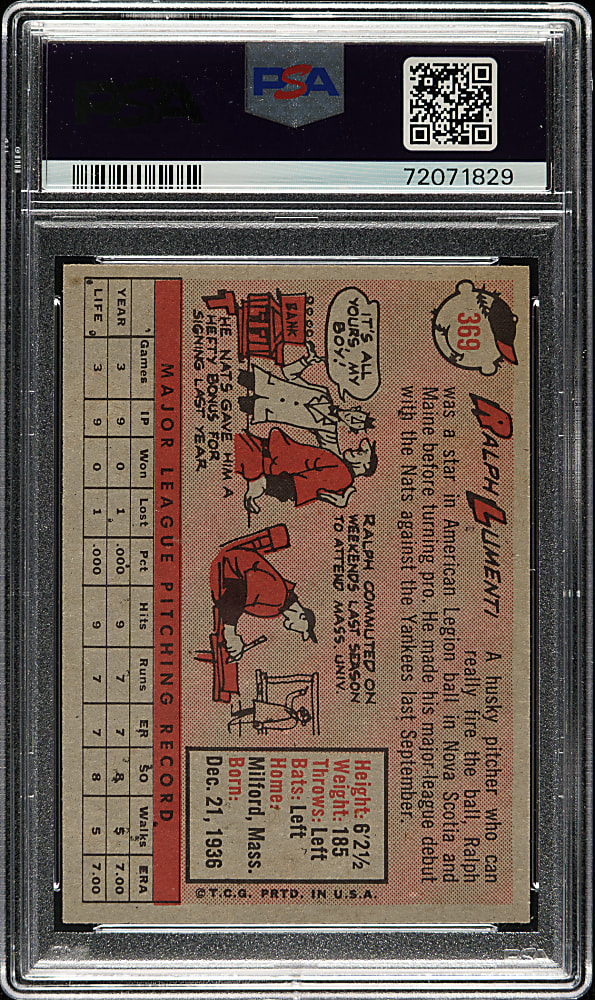 PSA
72071829
369
RALPH LUMENTI
A husky pitcher who can
really fire the ball, Ralph
was a star in American Legion ball in Nova Scotia and
Maine before turning pro. He made his major-league debut
with the Nats against the Yankees last September.
IT'S ALL
YOURS, MY
BOY!
BANK
THE NATS GAVE HIM A
HEFTY BONUS FOR
SIGNING LAST YEAR
RALPH COMMUTED ON
WEEKENDS LAST SEASON
TO ATTEND MASS. UNIV.
Height: 6'2½
Weight: 185
Throws: Left
Bats: Left
Home:
Milford, Mass.
Born:
Dec. 21, 1936
MAJOR LEAGUE PITCHING RECORD
Games IP Won Lost Pct Hits Runs ER SO Walks ERA
YEAR 3 9 0 1 .000 9 7 7 8 5 7.00
LIFE 3 9 0 1 .000 9 7 7 8 5 7.00
© T.C.G. PRTD. IN U.S.A.